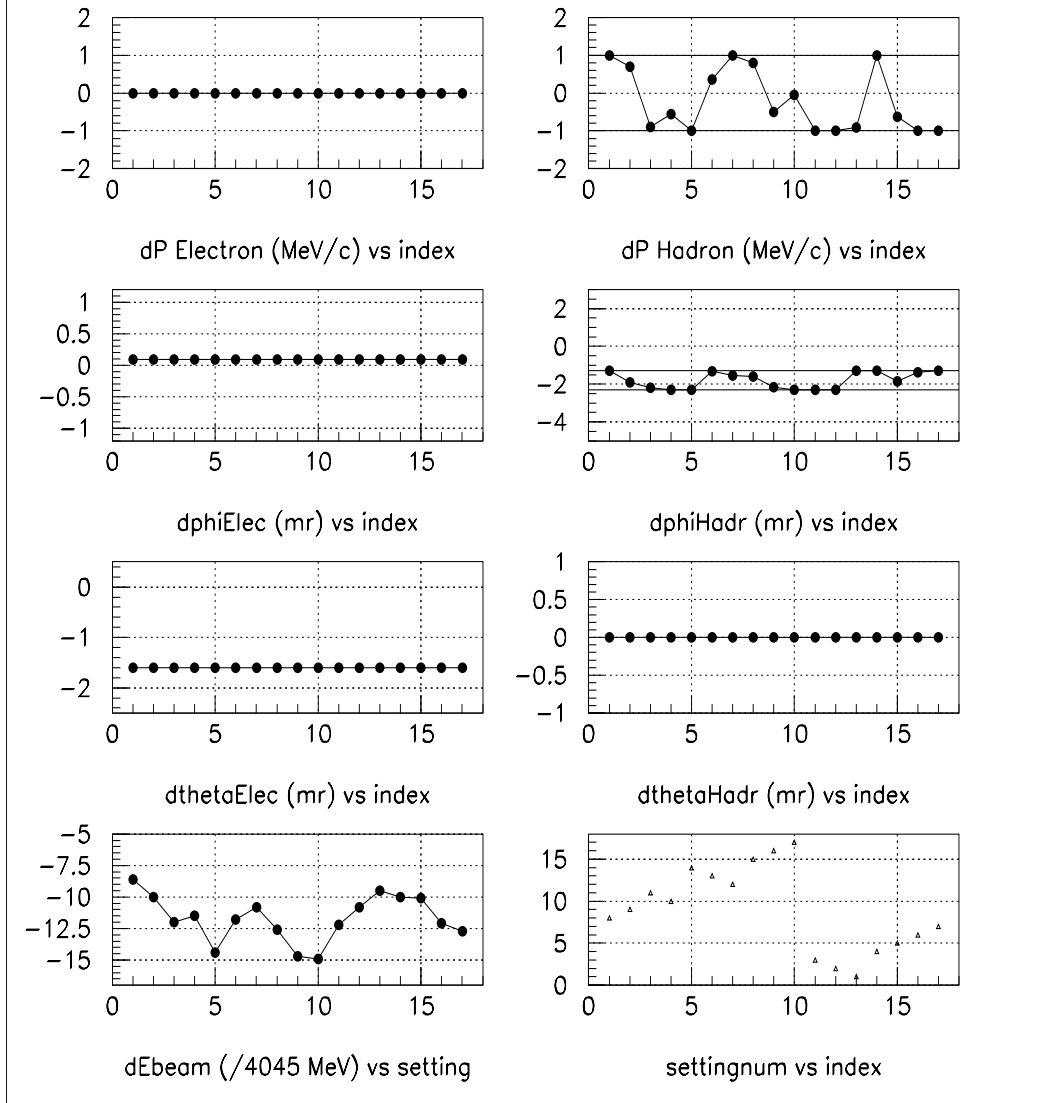 2
1
0
−1
−2
0 5 10 15
dP Electron (MeV/c) vs index
2
1
0
−1
−2
0 5 10 15
dP Hadron (MeV/c) vs index
1
0.5
0
−0.5
−1
0 5 10 15
dphiElec (mr) vs index
2
0
−2
−4
0 5 10 15
dphiHadr (mr) vs index
0
−1
−2
0 5 10 15
dthetaElec (mr) vs index
1
0.5
0
−0.5
−1
0 5 10 15
dthetaHadr (mr) vs index
−5
−7.5
−10
−12.5
−15
0 5 10 15
dEbeam (/4045 MeV) vs setting
15
10
5
0
0 5 10 15
settingnum vs index